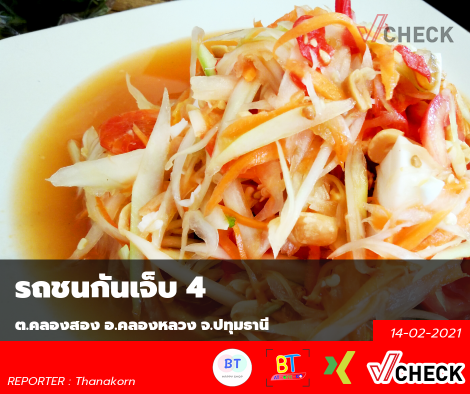 CHECK
รถชนกันเจ็บ 4
ต.คลองสอง อ.คลองหลวง จ.ปทุมธานี
14-02-2021
REPORTER : Thanakorn
BT
BT
CHECK